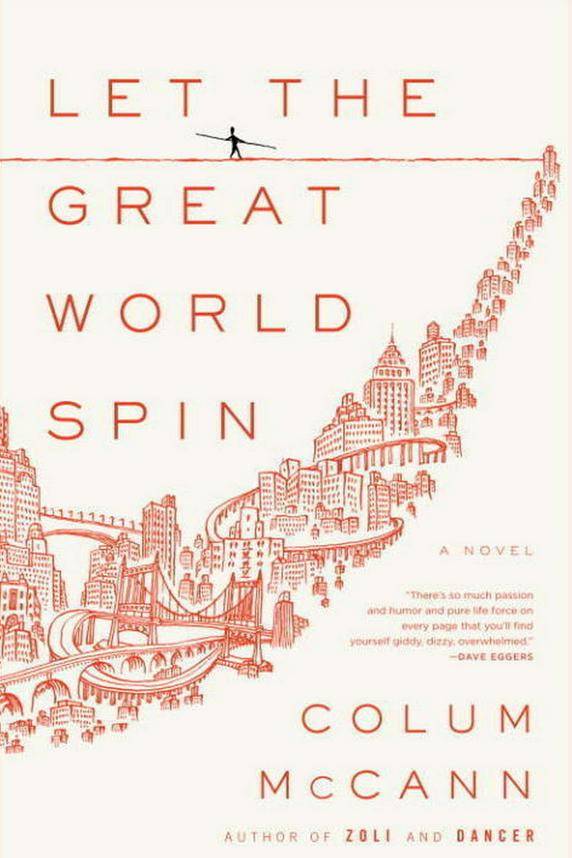 LET THE
GREAT
WORLD
SPIN
A NOVEL
"There's so much passion
and humor and pure life force on
every page that you'll find
yourself giddy, dizzy, overwhelmed."
—DAVE EGGERS
COLUM
McCANN
AUTHOR OF ZOLI AND DANCER